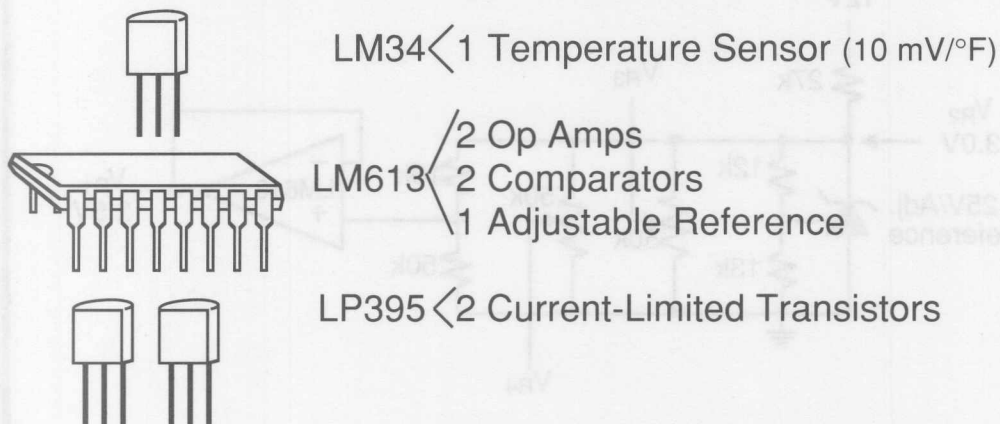 LM34 1 Temperature Sensor (10 mV/°F)
2 Op Amps
LM613 2 Comparators
1 Adjustable Reference
LP395 2 Current-Limited Transistors